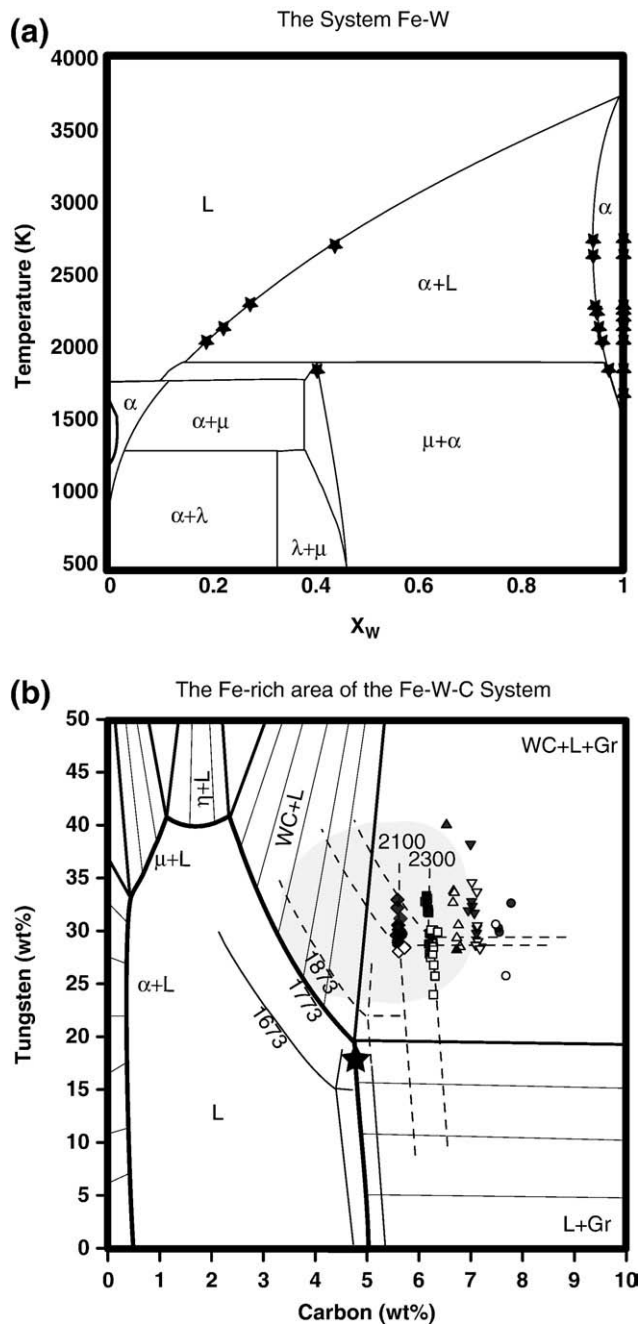 (a)
The System Fe-W
4000
3500
3000
2500
2000
1500
1000
500
Temperature (K)
L
α
α+L
α
α+μ
μ+α
α+λ
λ+μ
0 0.2 0.4 0.6 0.8 1
XW
(b)
The Fe-rich area of the Fe-W-C System
50
45
40
35
30
25
20
15
10
5
0
Tungsten (wt%)
WC+L+Gr
η+L
WC+L
μ+L
2100
2300
α+L
1873
1773
1673
L
L+Gr
0 1 2 3 4 5 6 7 8 9 10
Carbon (wt%)